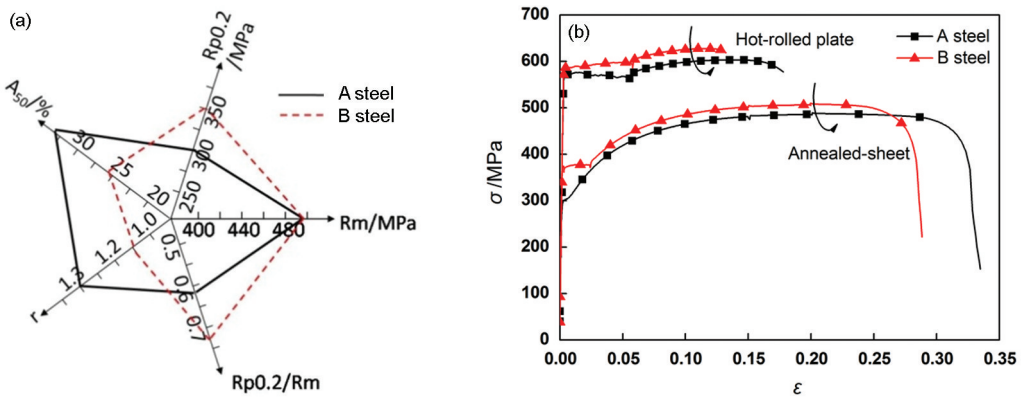 (a)
Rp0.2
/MPa
350
300
250
A50/%
30
25
20
A steel
B steel
Rm/MPa
400 440 480
1.0
1.2
1.3
r
0.5
0.6
0.7
Rp0.2/Rm
(b)
Hot-rolled plate
A steel
B steel
Annealed-sheet
σ/MPa
700
600
500
400
300
200
100
0
0.00 0.05 0.10 0.15 0.20 0.25 0.30 0.35
ε